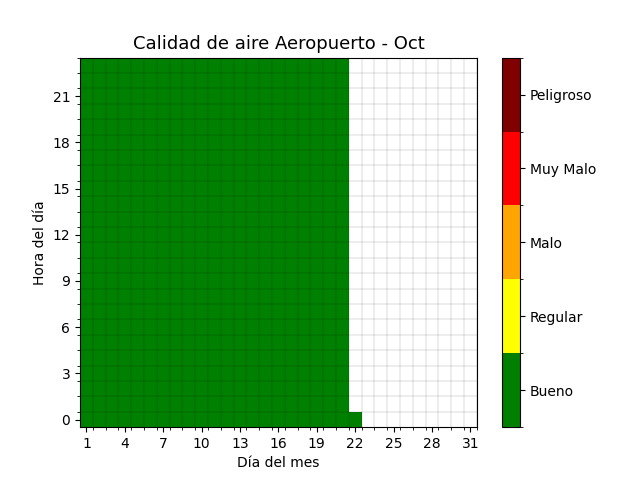 Calidad de aire Aeropuerto - Oct
Hora del día
21
18
15
12
9
6
3
0
1 4 7 10 13 16 19 22 25 28 31
Día del mes
Peligroso
Muy Malo
Malo
Regular
Bueno